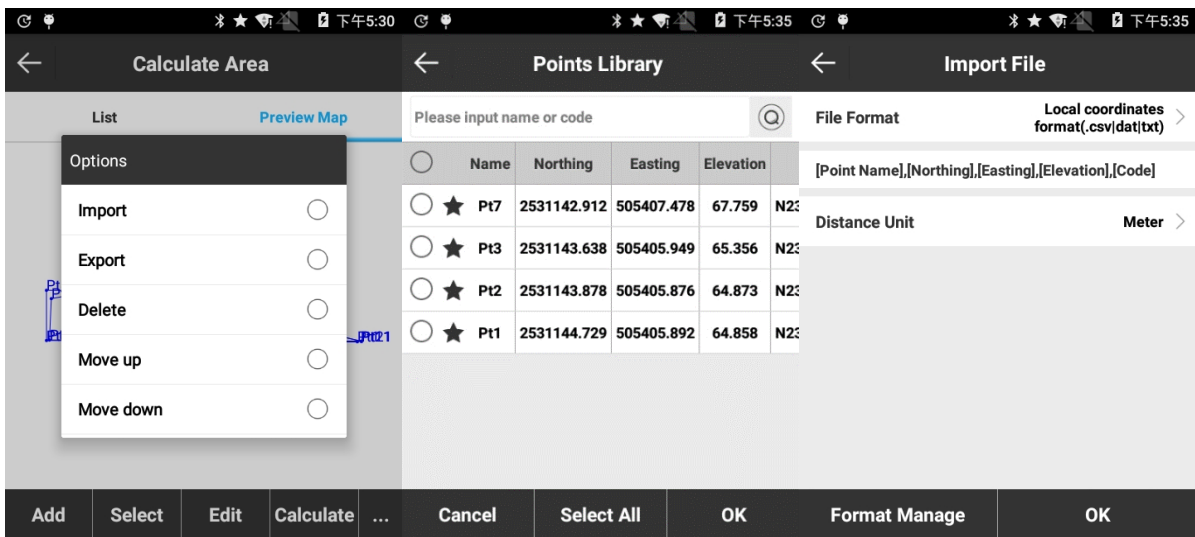 下午5:30
Calculate Area
List
Preview Map
Options
Import
Export
Delete
Move up
Move down
Add
Select
Edit
Calculate
...
下午5:35
Points Library
Please input name or code
Name Northing Easting Elevation
Pt7 2531142.912 505407.478 67.759 N23
Pt3 2531143.638 505405.949 65.356 N23
Pt2 2531143.878 505405.876 64.873 N23
Pt1 2531144.729 505405.892 64.858 N23
Cancel
Select All
OK
下午5:35
Import File
File Format
Local coordinates
format(.csv|dat|txt)
[Point Name],[Northing],[Easting],[Elevation],[Code]
Distance Unit
Meter
Format Manage
OK